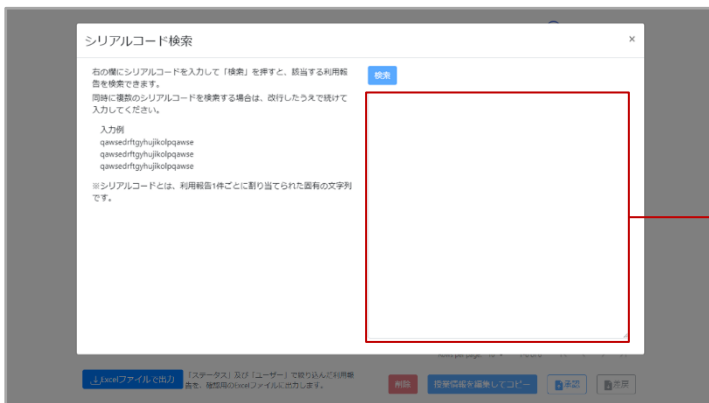 シリアルコード検索
×
右の欄にシリアルコードを入力して「検索」を押すと、該当する利用報
告を検索できます。
同時に複数のシリアルコードを検索する場合は、改行したうえで続けて
入力してください。
入力例
qawsedrftgyhujikolpqawse
qawsedrftgyhujikolpqawse
qawsedrftgyhujikolpqawse
※シリアルコードとは、利用報告1件ごとに割り当てられた固有の文字列
です。
検索
Excelファイルで出力
「ステータス」及び「ユーザー」で絞り込んだ利用報
告を、確認用のExcelファイルに出力します。
削除
授業情報を編集してコピー
承認
差戻